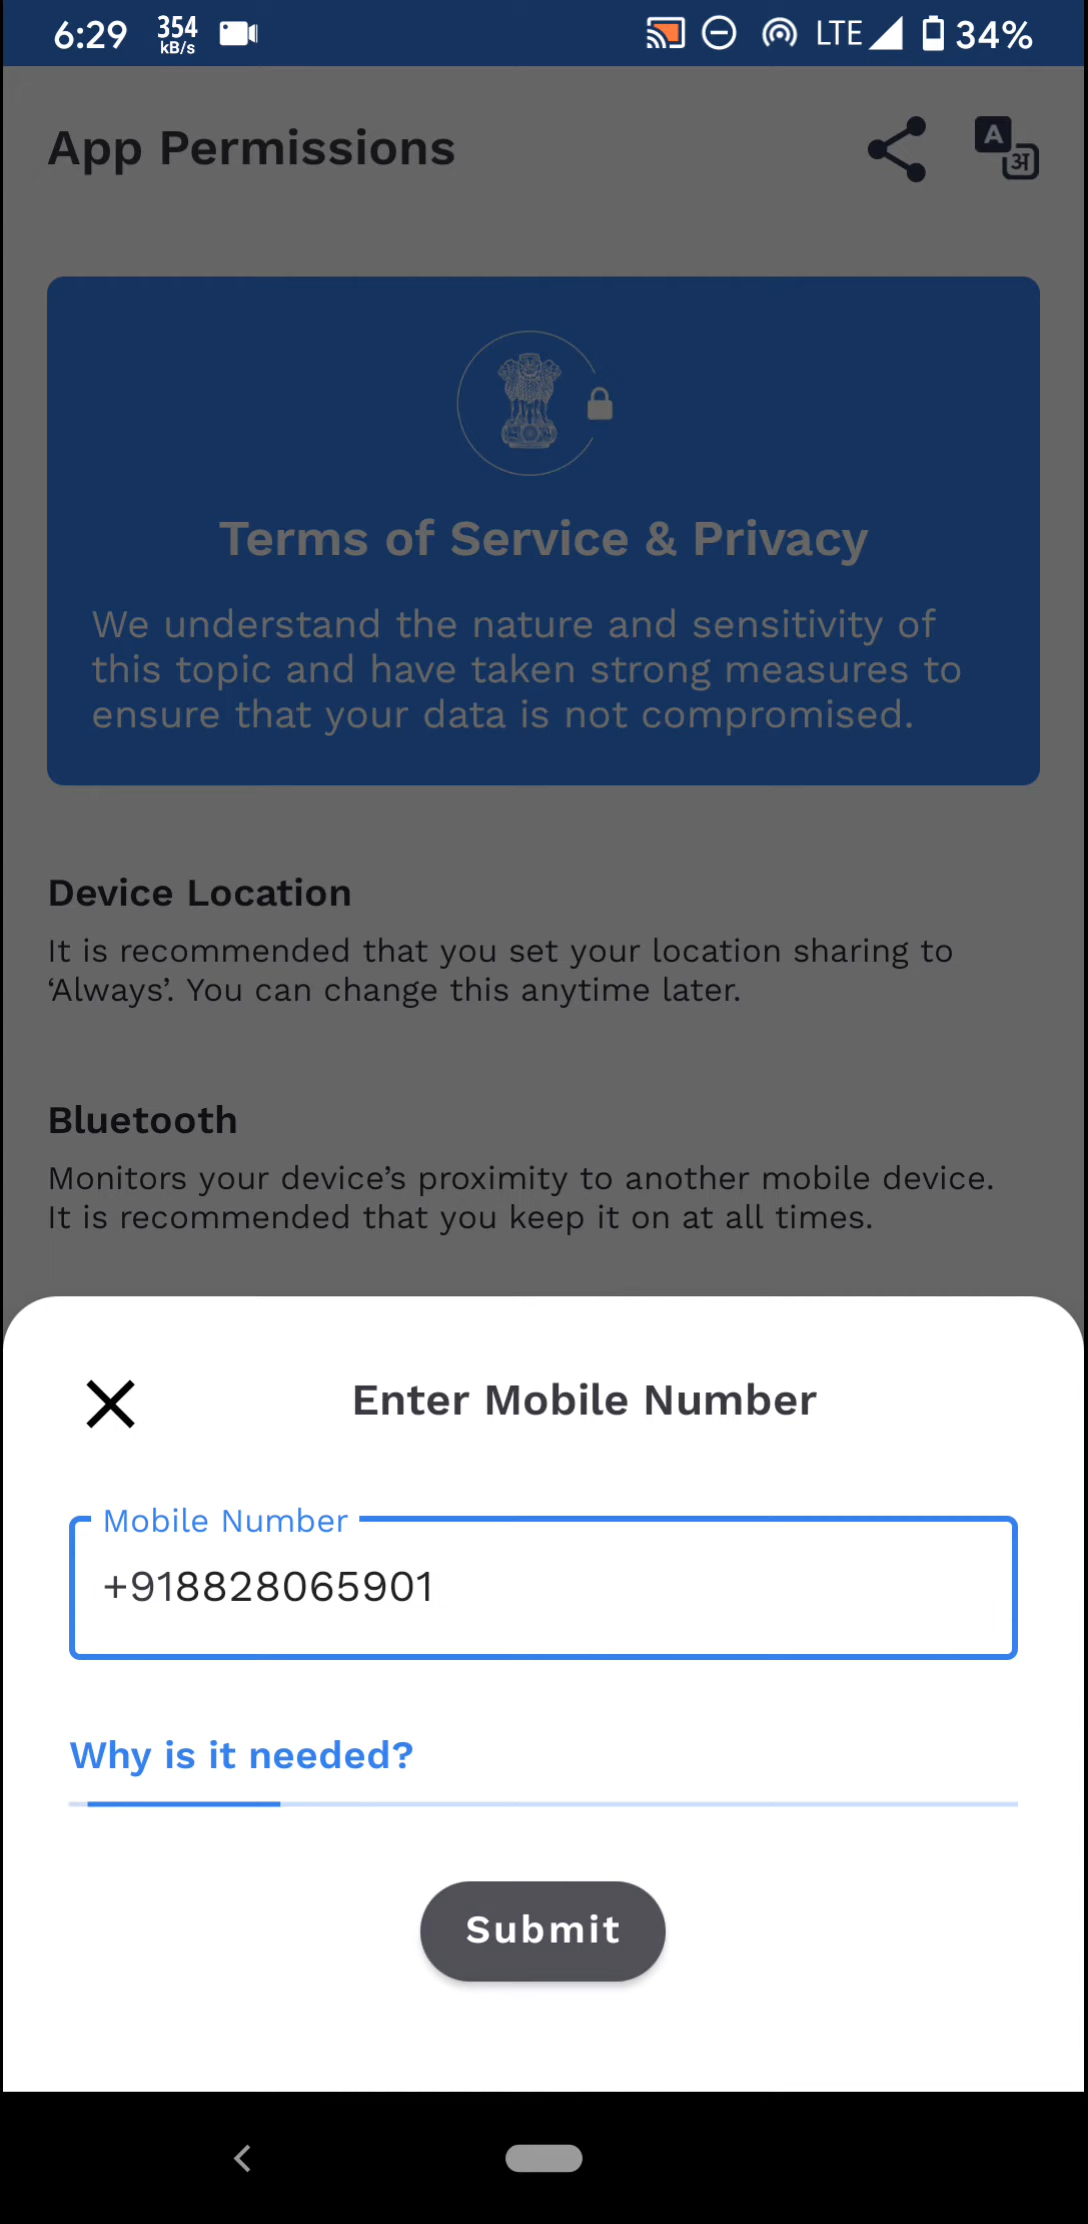 6:29 354 kB/s LTE 34%
App Permissions A अ
Terms of Service & Privacy
We understand the nature and sensitivity of
this topic and have taken strong measures to
ensure that your data is not compromised.
Device Location
It is recommended that you set your location sharing to
‘Always’. You can change this anytime later.
Bluetooth
Monitors your device’s proximity to another mobile device.
It is recommended that you keep it on at all times.
Enter Mobile Number
Mobile Number
+918828065901
Why is it needed?
Submit